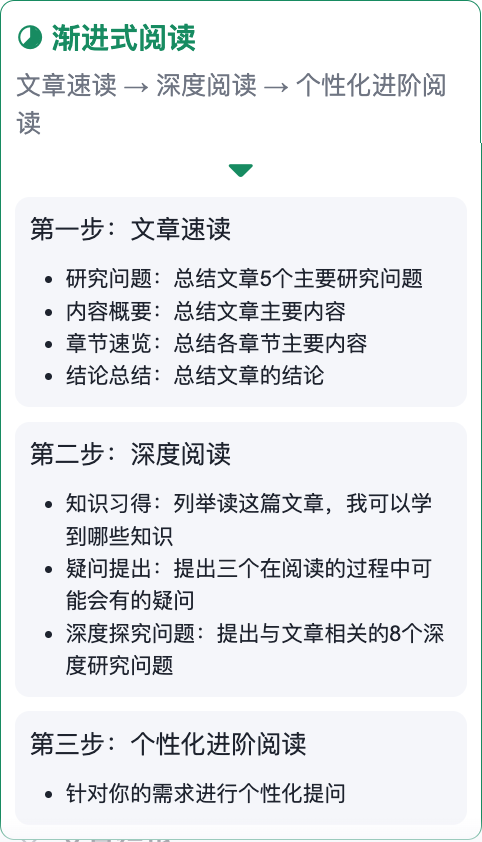 渐进式阅读
文章速读 → 深度阅读 → 个性化进阶阅
读
第一步：文章速读
• 研究问题：总结文章5个主要研究问题
• 内容概要：总结文章主要内容
• 章节速览：总结各章节主要内容
• 结论总结：总结文章的结论
第二步：深度阅读
• 知识习得：列举读这篇文章，我可以学
到哪些知识
• 疑问提出：提出三个在阅读的过程中可
能会有的疑问
• 深度探究问题：提出与文章相关的8个深
度研究问题
第三步：个性化进阶阅读
• 针对你的需求进行个性化提问